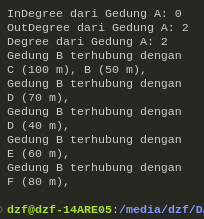 InDegree dari Gedung A: 0
OutDegree dari Gedung A: 2
Degree dari Gedung A: 2
Gedung B terhubung dengan
C (100 m), B (50 m),
Gedung B terhubung dengan
D (70 m),
Gedung B terhubung dengan
D (40 m),
Gedung B terhubung dengan
E (60 m),
Gedung B terhubung dengan
F (80 m),
dzf@dzf-14ARE05:/media/dzf/D